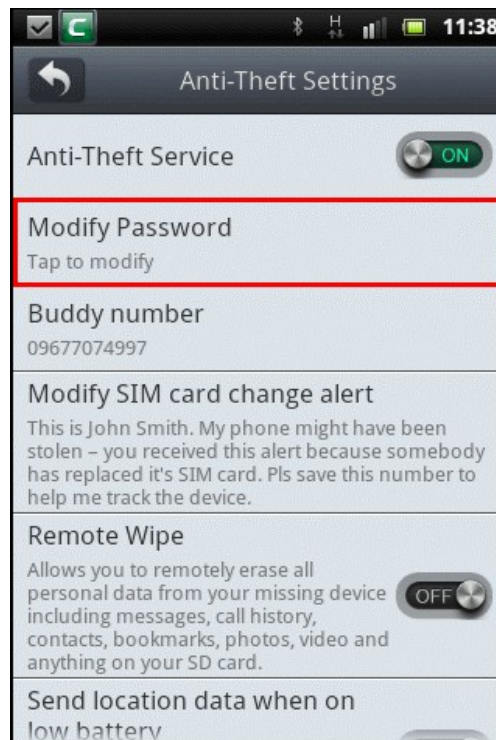 C H 11:38
Anti-Theft Settings
Anti-Theft Service ON
Modify Password
Tap to modify
Buddy number
09677074997
Modify SIM card change alert
This is John Smith. My phone might have been
stolen – you received this alert because somebody
has replaced it's SIM card. Pls save this number to
help me track the device.
Remote Wipe
Allows you to remotely erase all
personal data from your missing device OFF
including messages, call history,
contacts, bookmarks, photos, video and
anything on your SD card.
Send location data when on
low battery